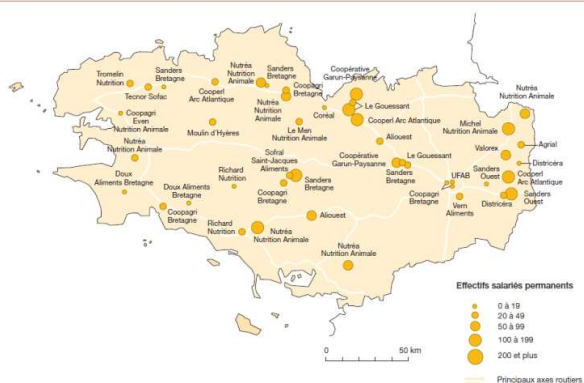 Tromelin
Nutrition
Sanders
Bretagne
Tecnor Sofac
Coopagri
Even
Nutrition Animale
Nutréa
Nutrition Animale
Doux
Aliments Bretagne
Doux Aliments
Bretagne
Coopagri
Bretagne
Cooperl
Arc Atlantique
Moulin d'Hyères
Richard
Nutrition
Richard
Nutrition
Nutréa
Nutrition
Animale
Sanders
Bretagne
Coopagri
Bretagne
Nutréa
Nutrition
Animale
Le Men
Nutrition Animale
Sofral
Saint-Jacques
Aliments
Coopagri
Bretagne
Sanders
Bretagne
Nutréa
Nutrition Animale
Aliouest
Nutréa
Nutrition Animale
Coopérative
Garun-Paysanne
Coréal
Le Gouessant
Cooperl Arc Atlantique
Aliouest
Coopérative
Garun-Paysanne
Le Gouessant
Sanders
Bretagne
Coopagri
Bretagne
UFAB
Vern
Aliments
Nutréa
Nutrition Animale
Michel
Nutrition Animale
Valorex
Agrial
Districéra
Sanders
Ouest
Cooperl
Arc Atlantique
Districéra
Sanders
Ouest
Effectifs salariés permanents
0 à 19
20 à 49
50 à 99
100 à 199
200 et plus
0 50 km
Principaux axes routiers